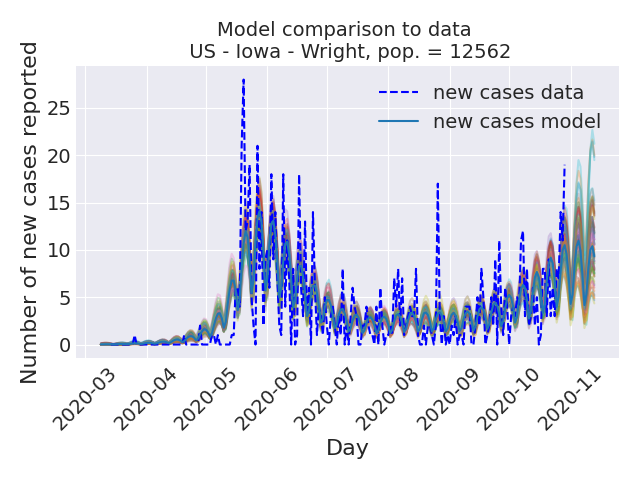 Model comparison to data
US - Iowa - Wright, pop. = 12562
new cases data
new cases model
Number of new cases reported
25
20
15
10
5
0
2020-03
2020-04
2020-05
2020-06
2020-07
2020-08
2020-09
2020-10
2020-11
Day